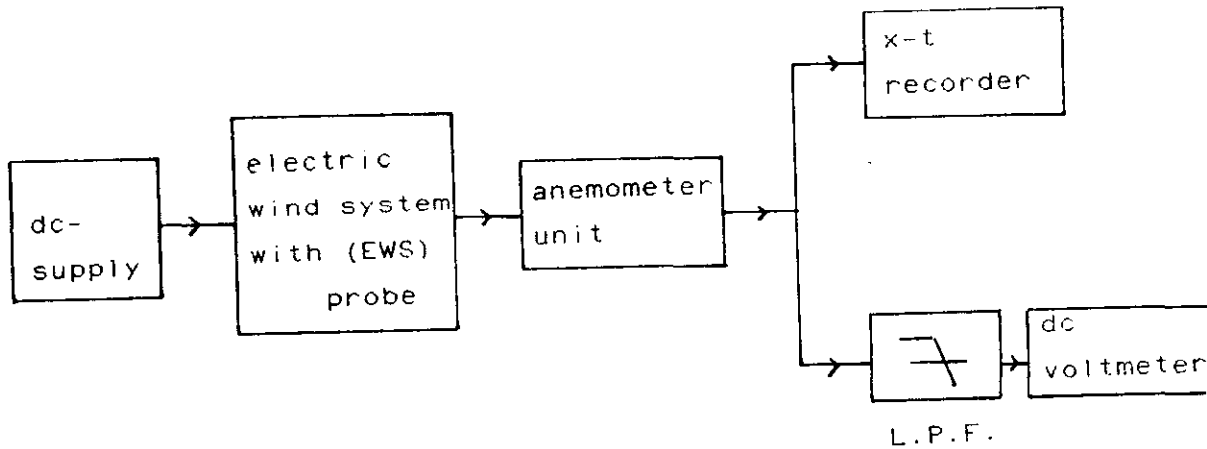 x-t
recorder
electric
wind system
with (EWS)
probe
anemometer
unit
dc-
supply
dc
voltmeter
L.P.F.